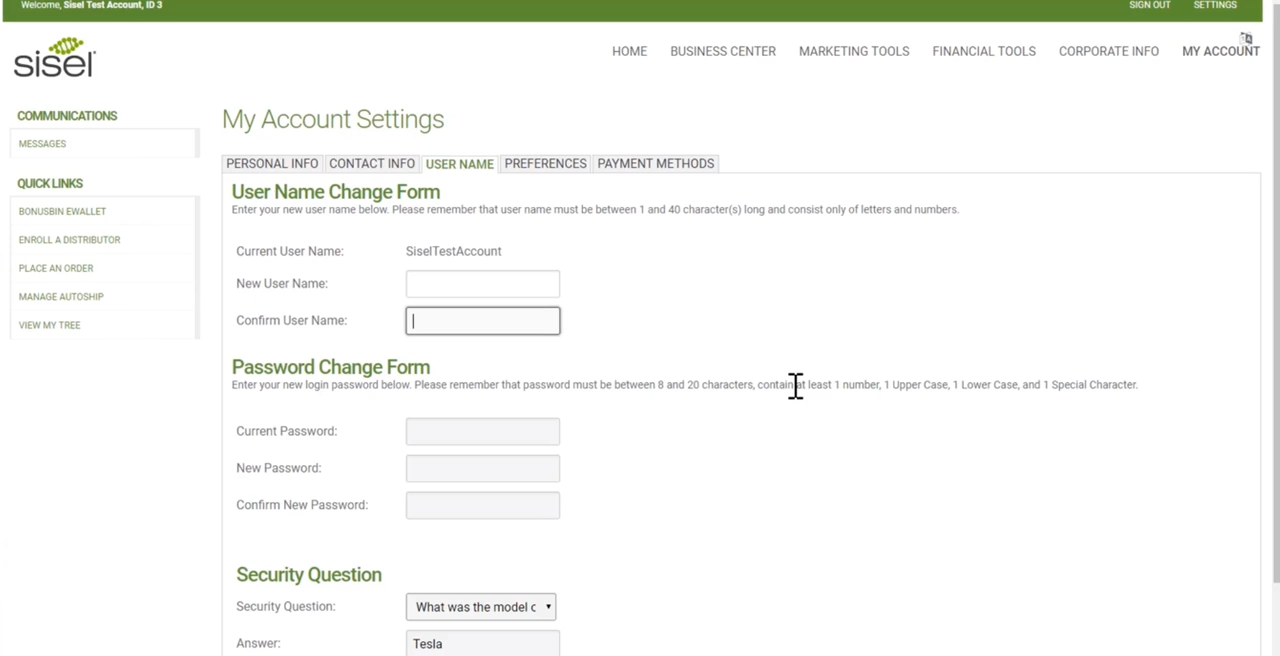 Welcome, Sisel Test Account, ID 3
SIGN OUT SETTINGS
sisel
HOME BUSINESS CENTER MARKETING TOOLS FINANCIAL TOOLS CORPORATE INFO MY ACCOUNT
COMMUNICATIONS
MESSAGES
QUICK LINKS
BONUSBIN EWALLET
ENROLL A DISTRIBUTOR
PLACE AN ORDER
MANAGE AUTOSHIP
VIEW MY TREE
My Account Settings
PERSONAL INFO CONTACT INFO USER NAME PREFERENCES PAYMENT METHODS
User Name Change Form
Enter your new user name below. Please remember that user name must be between 1 and 40 character(s) long and consist only of letters and numbers.
Current User Name: SiselTestAccount
New User Name:
Confirm User Name:
Password Change Form
Enter your new login password below. Please remember that password must be between 8 and 20 characters, contain at least 1 number, 1 Upper Case, 1 Lower Case, and 1 Special Character.
Current Password:
New Password:
Confirm New Password:
Security Question
Security Question: What was the model c
Answer: Tesla